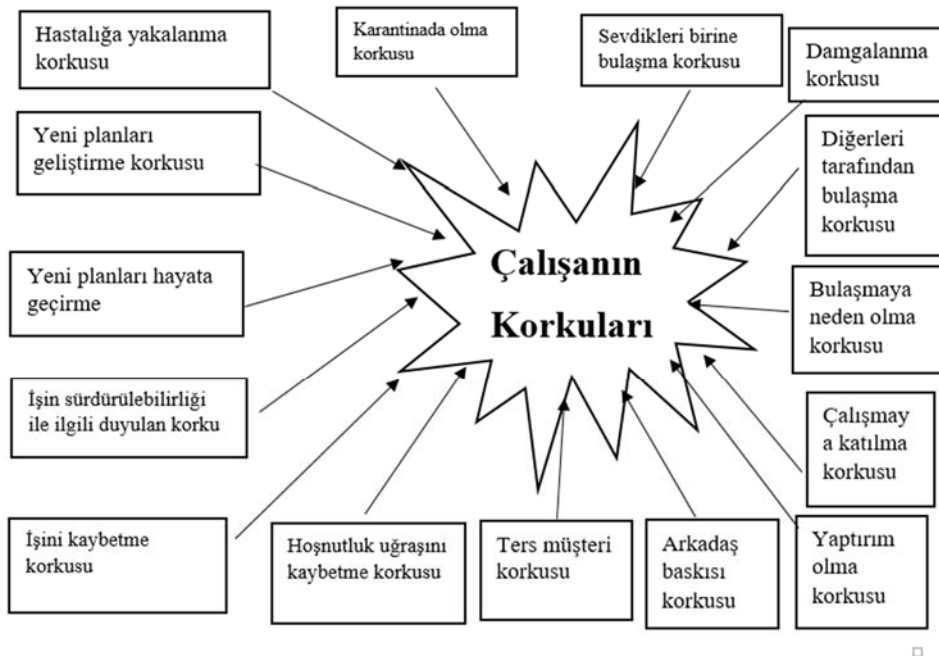 Hastalığa yakalanma
korkusu
Karantinada olma
korkusu
Sevdikleri birine
bulaşma korkusu
Damgalanma
korkusu
Yeni planları
geliştirme korkusu
Diğerleri
tarafından
bulaşma
korkusu
Yeni planları hayata
geçirme
Çalışanın
Korkuları
Bulaşmaya
neden olma
korkusu
İşin sürdürülebilirliği
ile ilgili duyulan korku
Çalışmay
a katılma
korkusu
İşini kaybetme
korkusu
Hoşnutluk uğraşını
kaybetme korkusu
Ters müşteri
korkusu
Arkadaş
baskısı
korkusu
Yaptırım
olma
korkusu